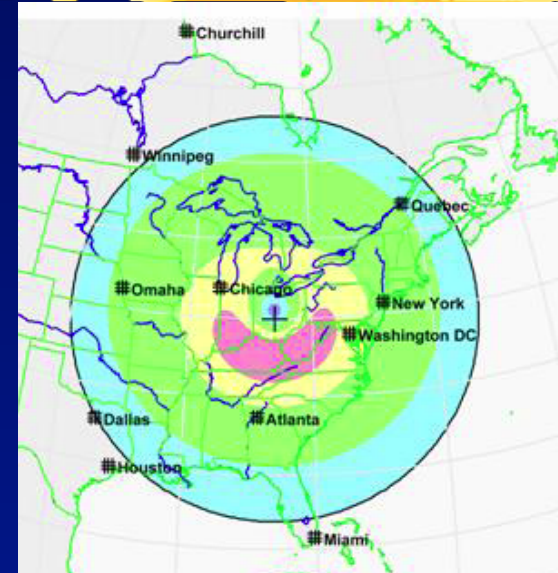 Churchill
Winnipeg
Quebec
Omaha
Chicago
New York
Washington DC
Dallas
Atlanta
Houston
Miami